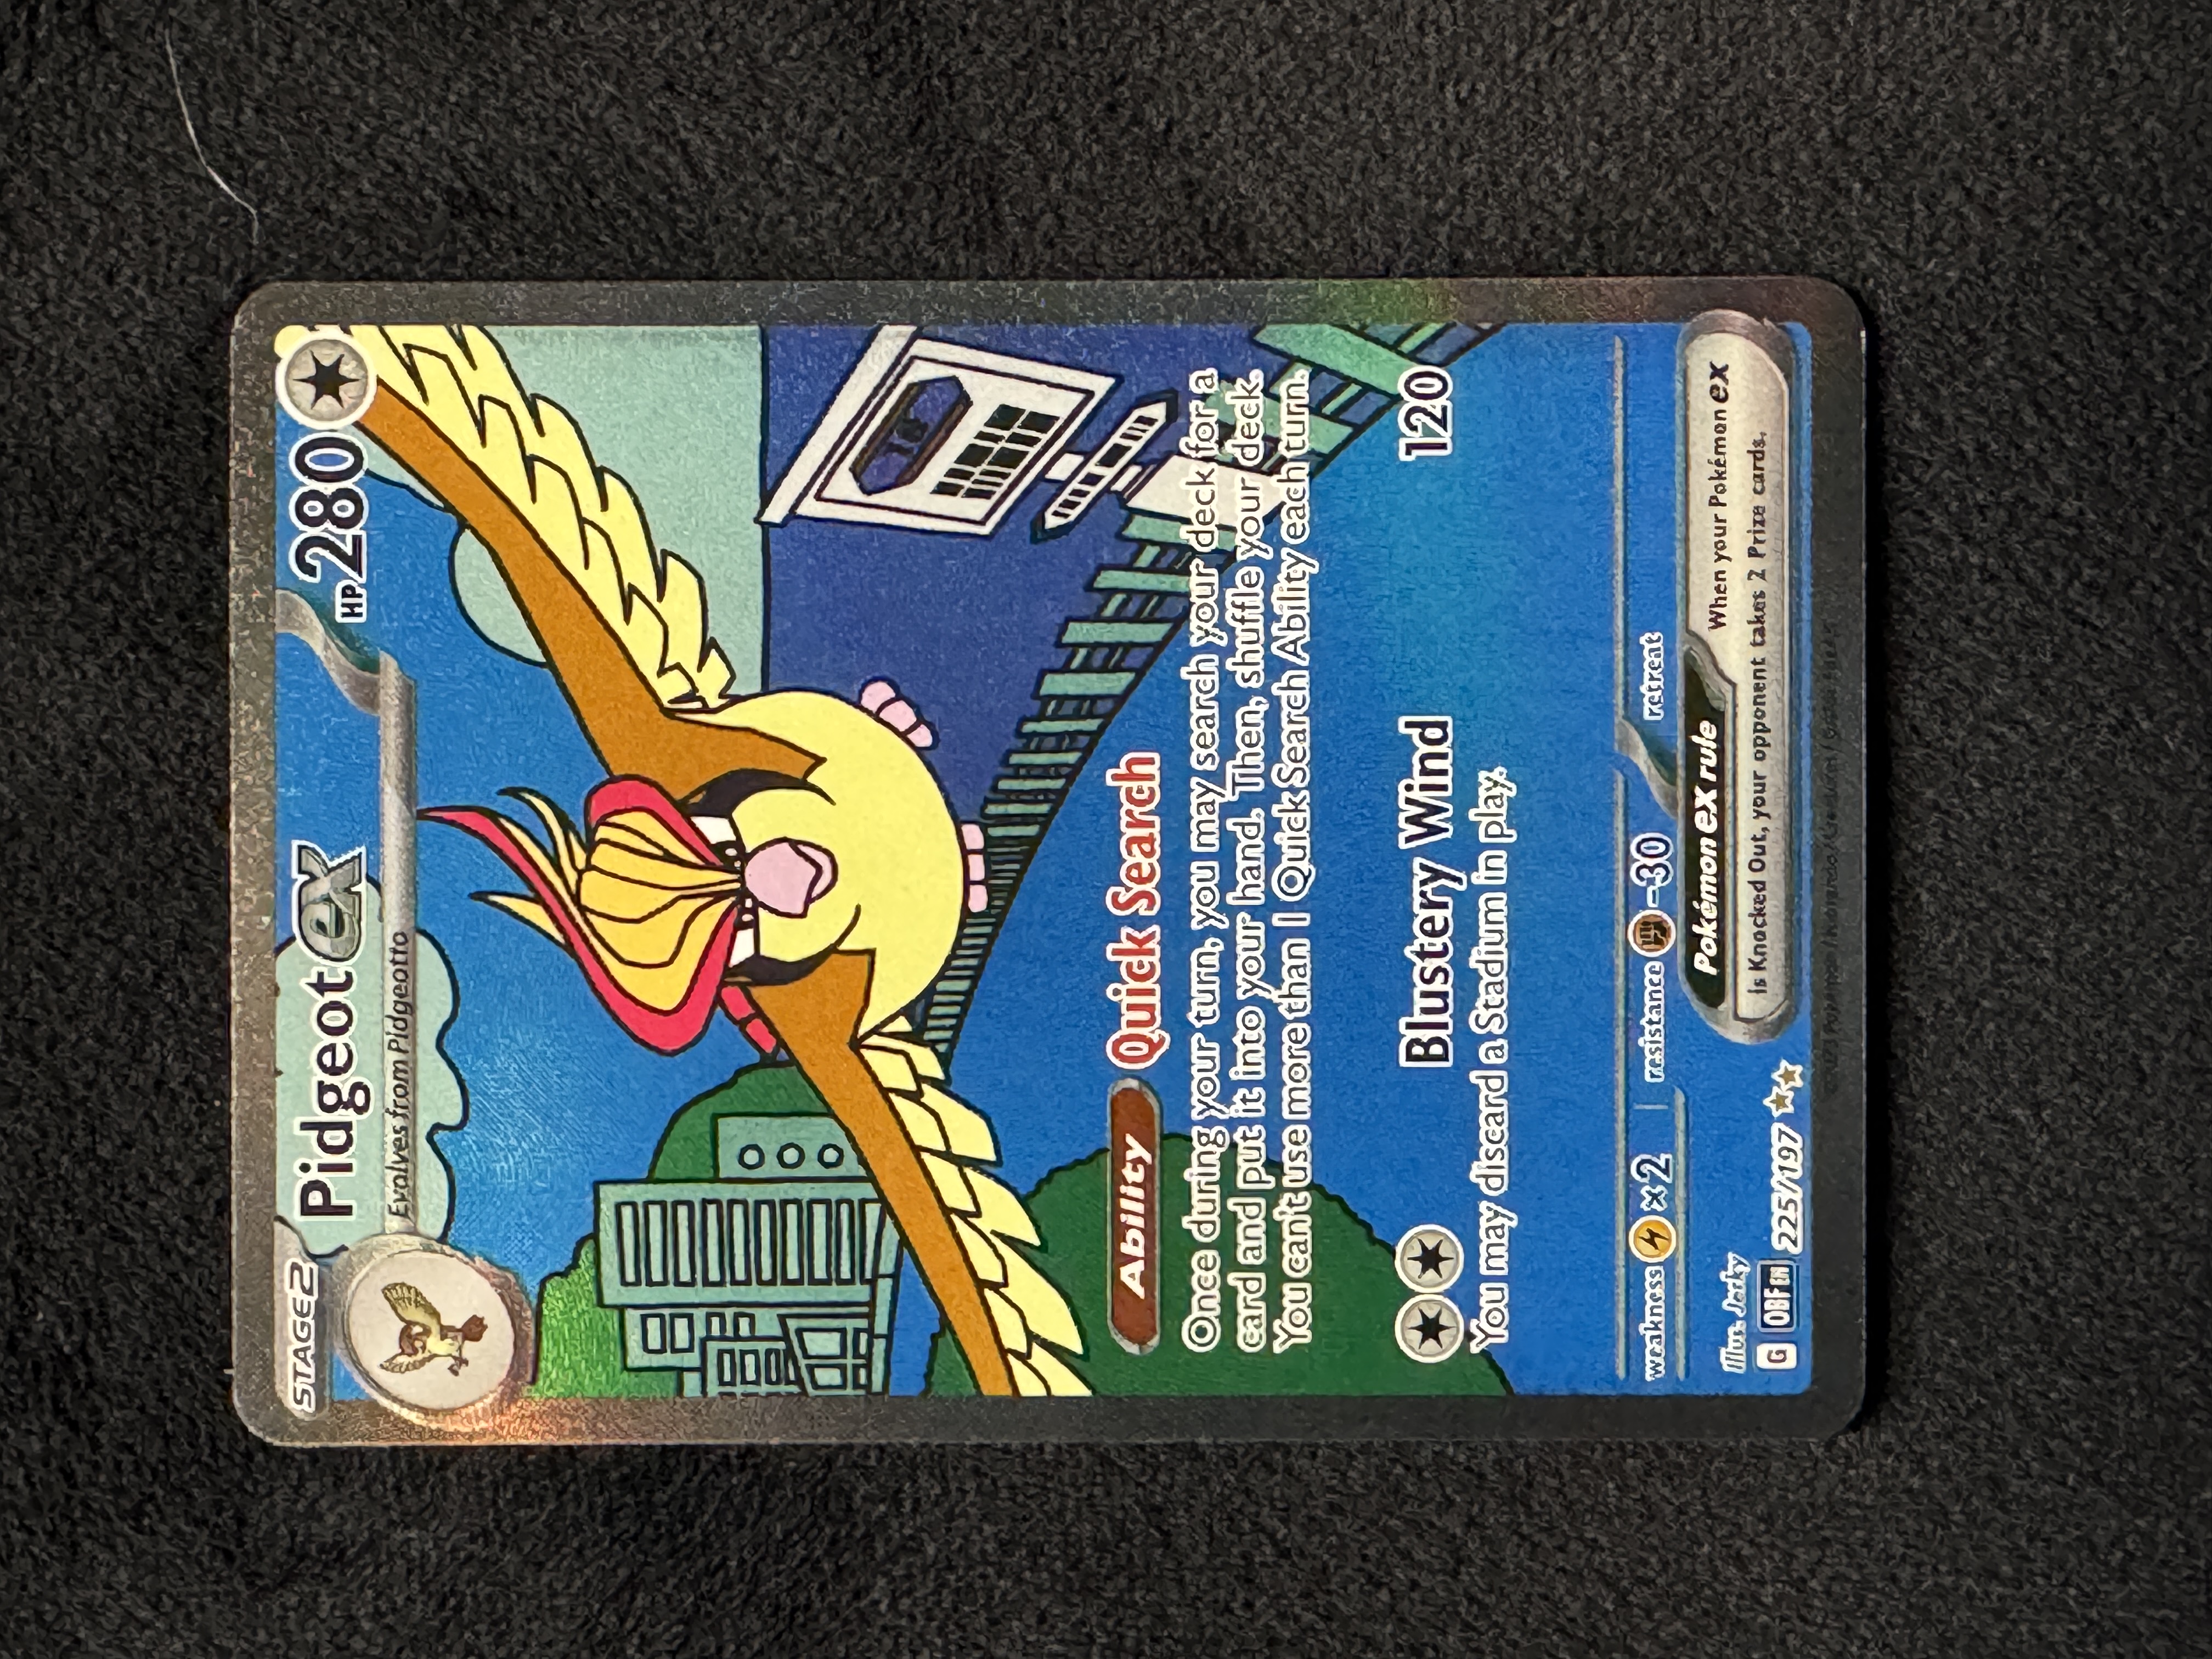 STAGE2
Pidgeot ex
HP 280
Evolves from Pidgeotto
Ability Quick Search
Once during your turn, you may search your deck for a
card and put it into your hand. Then, shuffle your deck.
You can't use more than 1 Quick Search Ability each turn.
Blustery Wind 120
You may discard a Stadium in play.
weakness ×2 resistance -30 retreat
Illus. Jerky
G OBF EN 225/197
Pokémon ex rule When your Pokémon ex
is Knocked Out, your opponent takes 2 Prize cards.